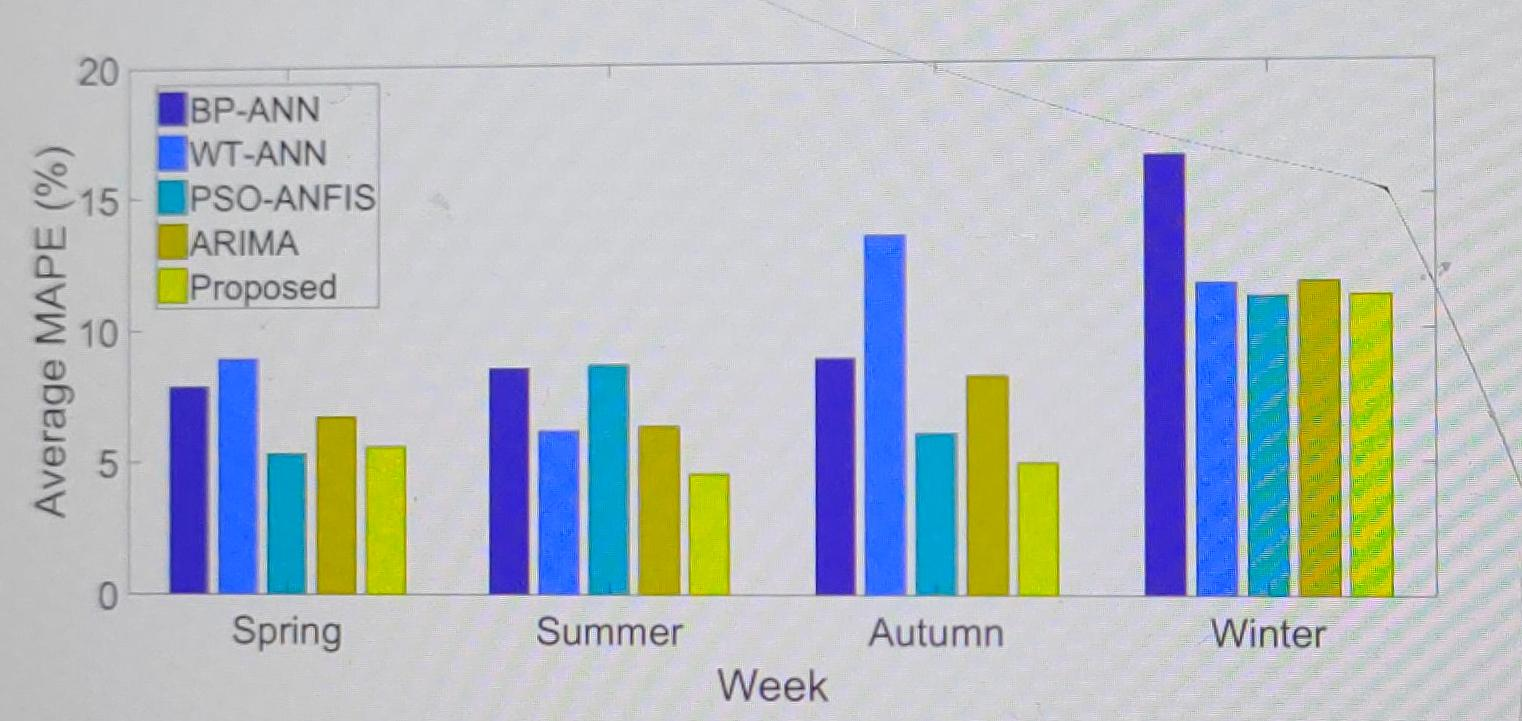 20
15
10
5
0
Average MAPE (%)
BP-ANN
WT-ANN
PSO-ANFIS
ARIMA
Proposed
Spring Summer Autumn Winter
Week